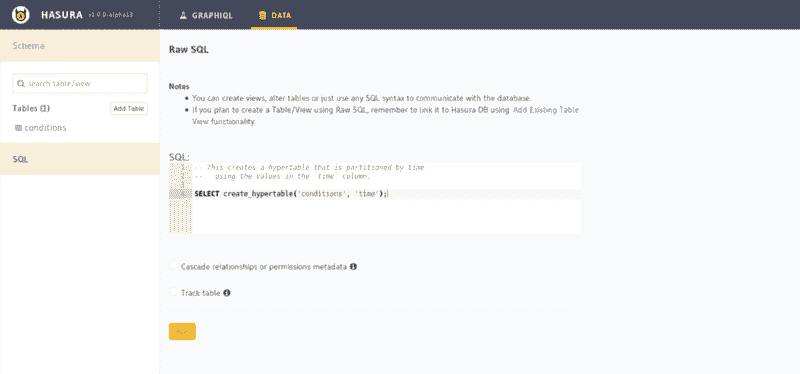 HASURA v1.0.0-alpha13
GRAPHIQL
DATA
Schema
search table/view
Tables (1)
Add Table
conditions
SQL
Raw SQL
Notes
You can create views, alter tables or just use any SQL syntax to communicate with the database.
If you plan to create a Table/View using Raw SQL, remember to link it to Hasura DB using Add Existing Table
View functionality.
SQL:
-- This creates a hypertable that is partitioned by time
-- using the values in the `time` column.
SELECT create_hypertable('conditions', 'time');
Cascade relationships or permissions metadata
Track table